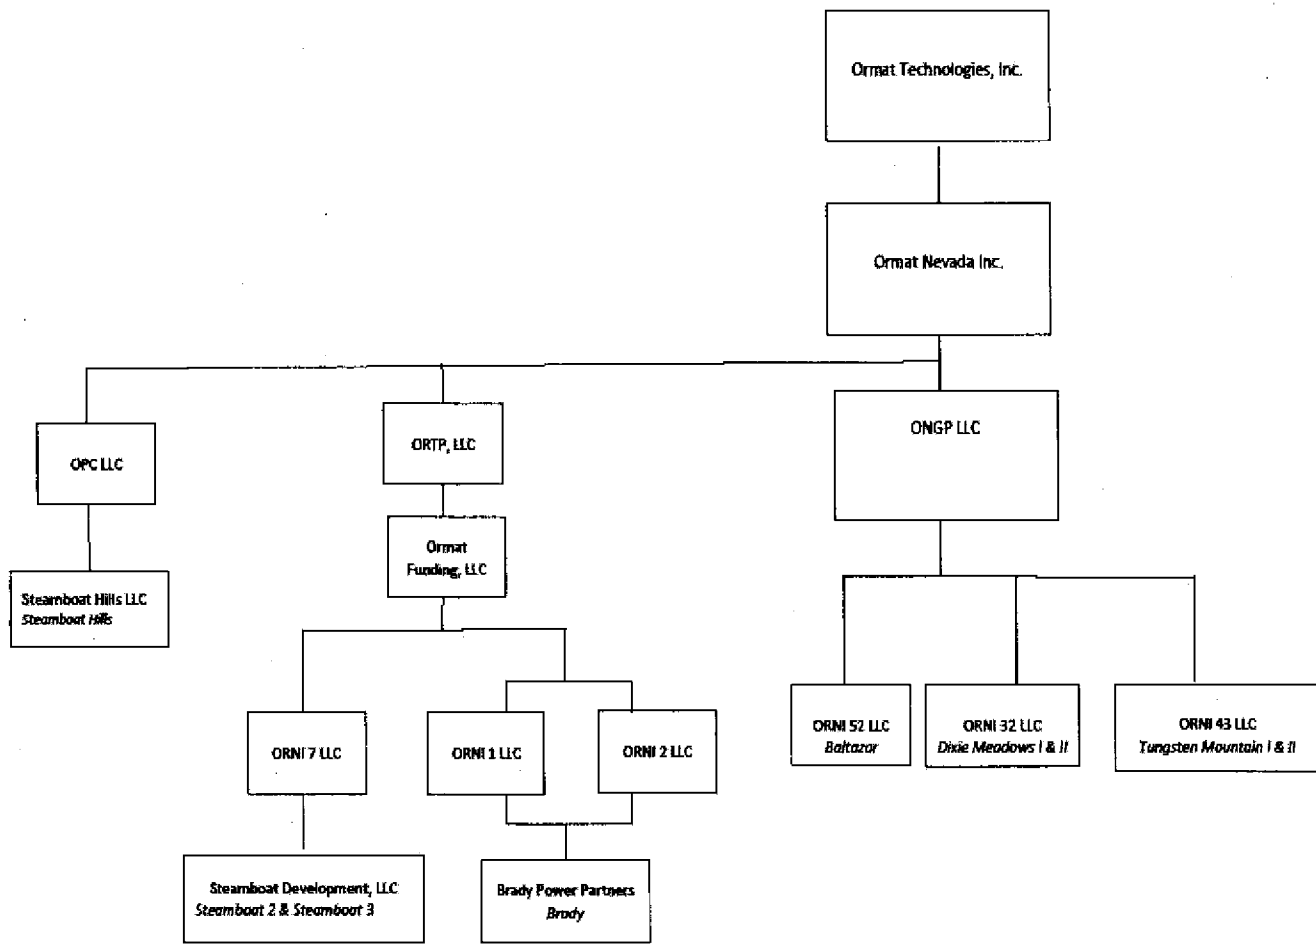 Ormat Technologies, Inc.
Ormat Nevada Inc.
ONGP LLC
ORTP, LLC
OPC LLC
Ormat
Funding, LLC
Steamboat Hills LLC
Steamboat Hills
ORNI 7 LLC
ORNI 1 LLC
ORNI 2 LLC
ORNI 52 LLC
Baltazor
ORNI 32 LLC
Dixie Meadows I & II
ORNI 43 LLC
Tungsten Mountain I & II
Steamboat Development, LLC
Steamboat 2 & Steamboat 3
Brady Power Partners
Brady